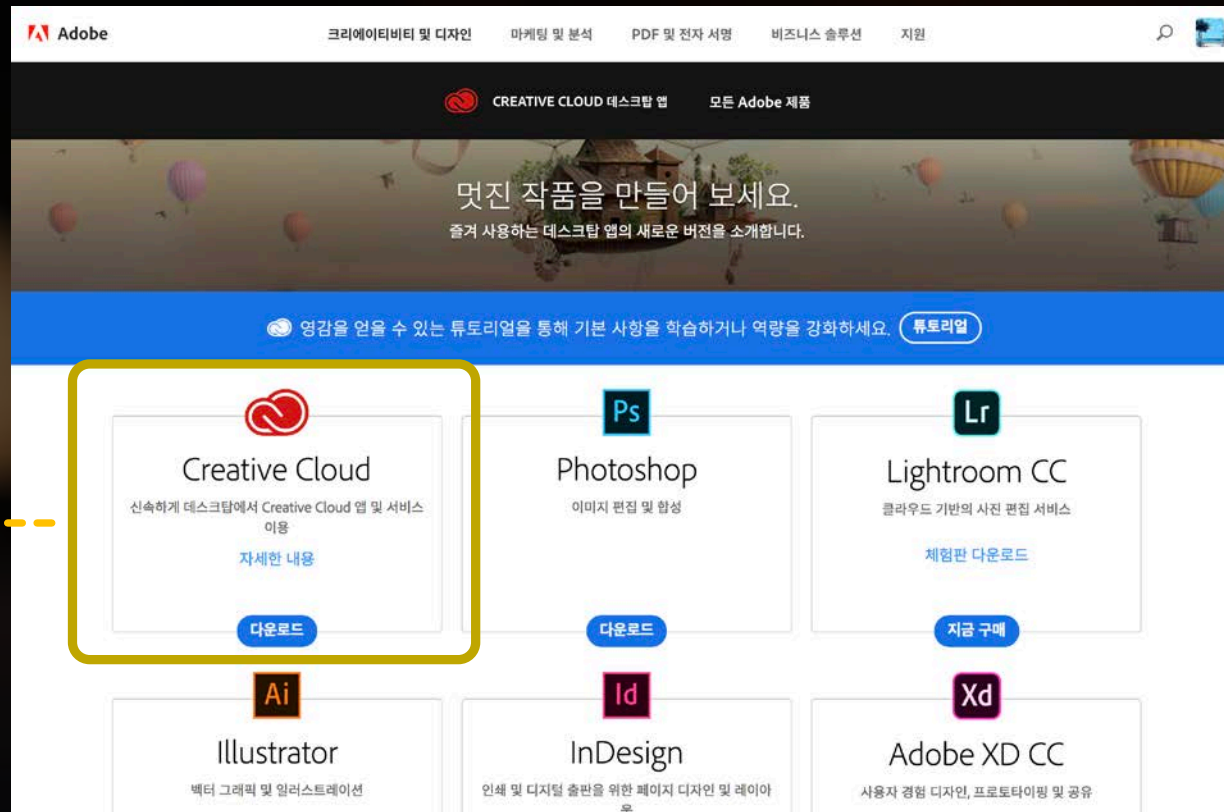 Adobe
크리에이티비티 및 디자인 마케팅 및 분석 PDF 및 전자 서명 비즈니스 솔루션 지원
CREATIVE CLOUD 데스크탑 앱 모든 Adobe 제품
멋진 작품을 만들어 보세요.
즐겨 사용하는 데스크탑 앱의 새로운 버전을 소개합니다.
영감을 얻을 수 있는 튜토리얼을 통해 기본 사항을 학습하거나 역량을 강화하세요. 튜토리얼
Creative Cloud
신속하게 데스크탑에서 Creative Cloud 앱 및 서비스
이용
자세한 내용
다운로드
Ps
Photoshop
이미지 편집 및 합성
다운로드
Lr
Lightroom CC
클라우드 기반의 사진 편집 서비스
체험판 다운로드
지금 구매
Ai
Illustrator
벡터 그래픽 및 일러스트레이션
Id
InDesign
인쇄 및 디지털 출판을 위한 페이지 디자인 및 레이아
Xd
Adobe XD CC
사용자 경험 디자인, 프로토타이핑 및 공유